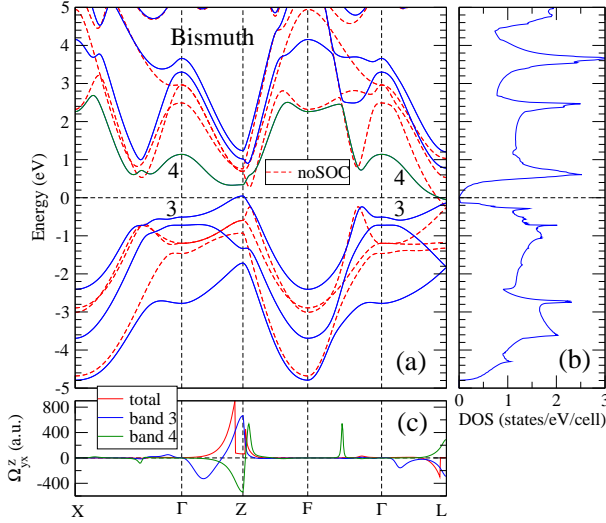 5
4
3
2
1
0
-1
-2
-3
-4
-5
Energy (eV)
Bismuth
4
noSOC
4
3
3
(a)
(b)
0
1
2
3
DOS (states/eV/cell)
total
band 3
band 4
(c)
800
400
0
-400
Ω^z_yx (a.u.)
X
Γ
Z
F
Γ
L